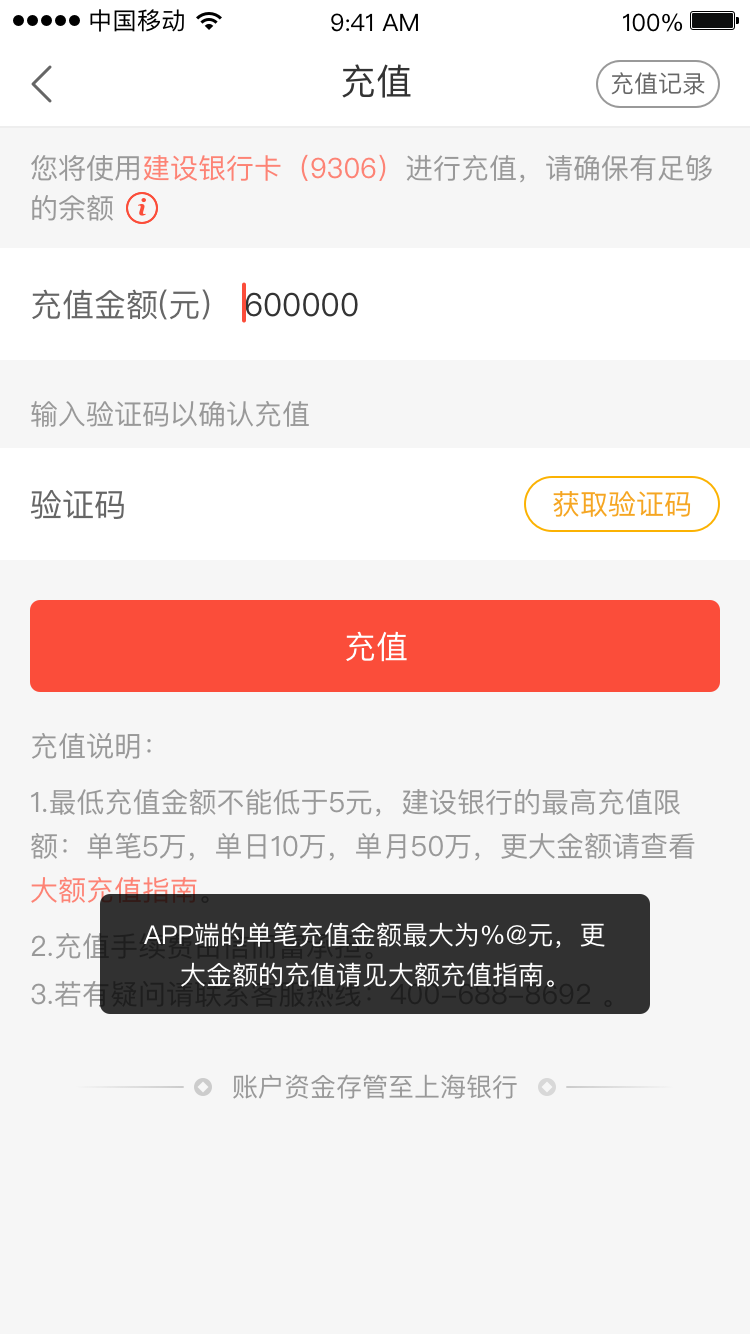 中国移动 9:41 AM 100%
充值 充值记录
您将使用建设银行卡（9306）进行充值，请确保有足够
的余额 i
充值金额(元) 600000
输入验证码以确认充值
验证码 获取验证码
充值
充值说明：
1.最低充值金额不能低于5元，建设银行的最高充值限
额：单笔5万，单日10万，单月50万，更大金额请查看
大额充值指南。
APP端的单笔充值金额最大为%@元，更
大金额的充值请见大额充值指南。
2.充值手续费由倍而富承担。
3.若有疑问请联系客服热线：400-688-8692 。
账户资金存管至上海银行